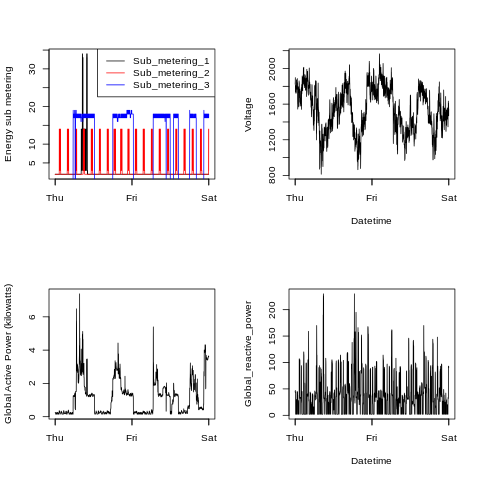 Energy sub metering
5
10
20
30
Sub_metering_1
Sub_metering_2
Sub_metering_3
Thu
Fri
Sat
Voltage
800
1200
1600
2000
Thu
Fri
Sat
Datetime
Global Active Power (kilowatts)
0
2
4
6
Thu
Fri
Sat
Global_reactive_power
0
50
100
150
200
Thu
Fri
Sat
Datetime